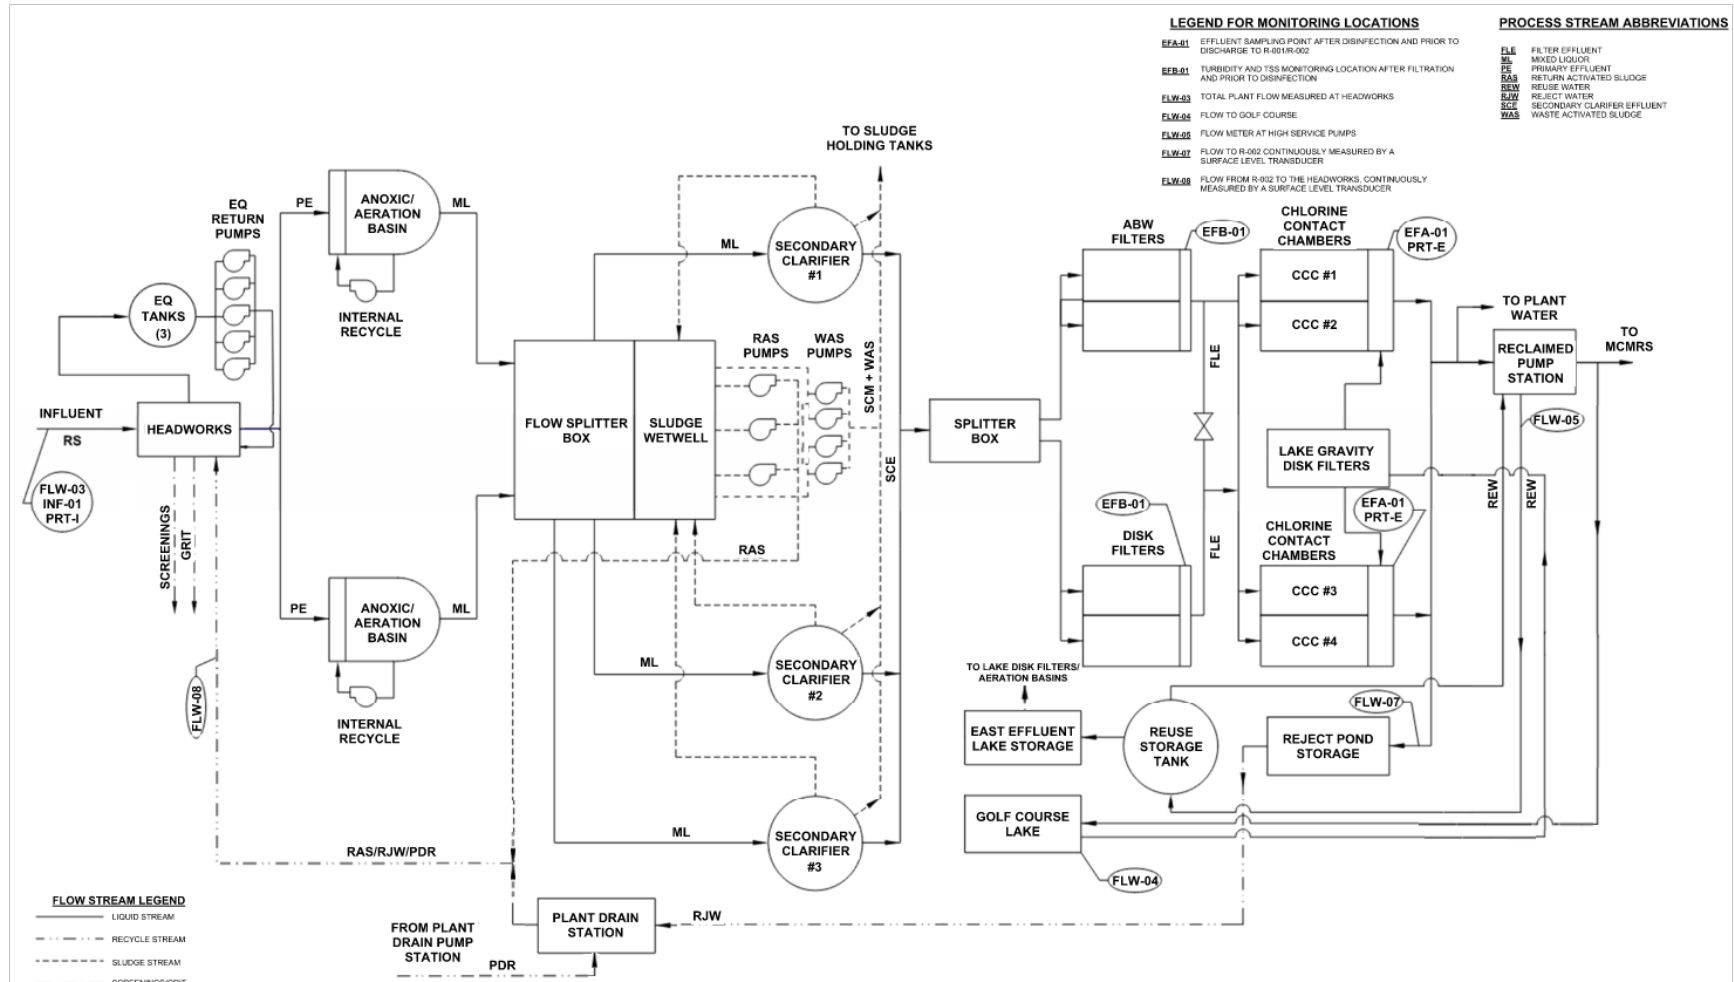 LEGEND FOR MONITORING LOCATIONS
EFA-01 EFFLUENT SAMPLING POINT AFTER DISINFECTION AND PRIOR TO
DISCHARGE TO R-001/R-002
EFB-01 TURBIDITY AND TSS MONITORING LOCATION AFTER FILTRATION
AND PRIOR TO DISINFECTION
FLW-03 TOTAL PLANT FLOW MEASURED AT HEADWORKS
FLW-04 FLOW TO GOLF COURSE
FLW-05 FLOW METER AT HIGH SERVICE PUMPS
FLW-07 FLOW TO R-002 CONTINUOUSLY MEASURED BY A
SURFACE LEVEL TRANSDUCER
FLW-08 FLOW FROM R-002 TO THE HEADWORKS, CONTINUOUSLY
MEASURED BY A SURFACE LEVEL TRANSDUCER
PROCESS STREAM ABBREVIATIONS
FLE FILTER EFFLUENT
ML MIXED LIQUOR
PE PRIMARY EFFLUENT
RAS RETURN ACTIVATED SLUDGE
REW REUSE WATER
RJW REJECT WATER
SCE SECONDARY CLARIFER EFFLUENT
WAS WASTE ACTIVATED SLUDGE
INFLUENT
RS
FLW-03
INF-01
PRT-I
HEADWORKS
SCREENINGS
GRIT
FLW-08
EQ
TANKS
(3)
EQ
RETURN
PUMPS
PE
ANOXIC/
AERATION
BASIN
ML
INTERNAL
RECYCLE
PE
ANOXIC/
AERATION
BASIN
ML
INTERNAL
RECYCLE
FLOW SPLITTER
BOX
SLUDGE
WETWELL
RAS
PUMPS
WAS
PUMPS
RAS
TO SLUDGE
HOLDING TANKS
ML
SECONDARY
CLARIFIER
#1
SCM + WAS
SCE
ML
SECONDARY
CLARIFIER
#2
ML
SECONDARY
CLARIFIER
#3
RAS/RJW/PDR
PLANT DRAIN
STATION
RJW
FROM PLANT
DRAIN PUMP
STATION
PDR
SPLITTER
BOX
ABW
FILTERS
EFB-01
FLE
EFB-01
DISK
FILTERS
FLE
CHLORINE
CONTACT
CHAMBERS
CCC #1
CCC #2
EFA-01
PRT-E
LAKE GRAVITY
DISK FILTERS
EFA-01
PRT-E
CHLORINE
CONTACT
CHAMBERS
CCC #3
CCC #4
TO PLANT
WATER
RECLAIMED
PUMP
STATION
TO
MCMRS
FLW-05
REW
REW
TO LAKE DISK FILTERS/
AERATION BASINS
EAST EFFLUENT
LAKE STORAGE
REUSE
STORAGE
TANK
REJECT POND
STORAGE
FLW-07
GOLF COURSE
LAKE
FLW-04
FLOW STREAM LEGEND
LIQUID STREAM
RECYCLE STREAM
SLUDGE STREAM